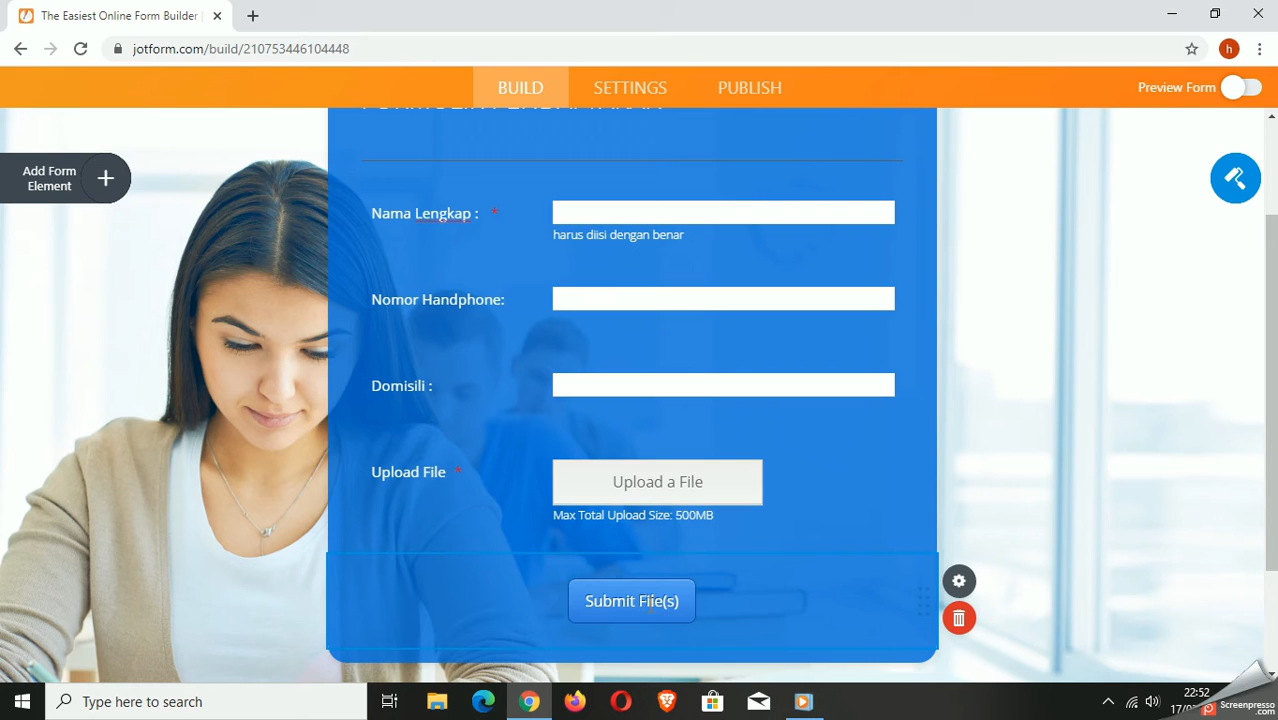 The Easiest Online Form Builder |
jotform.com/build/210753446104448
h
BUILD
SETTINGS
PUBLISH
Preview Form
Add Form
Element
Nama Lengkap : *
harus diisi dengan benar
Nomor Handphone:
Domisili :
Upload File *
Upload a File
Max Total Upload Size: 500MB
Submit File(s)
Type here to search
22:52
Screenpresso
.com